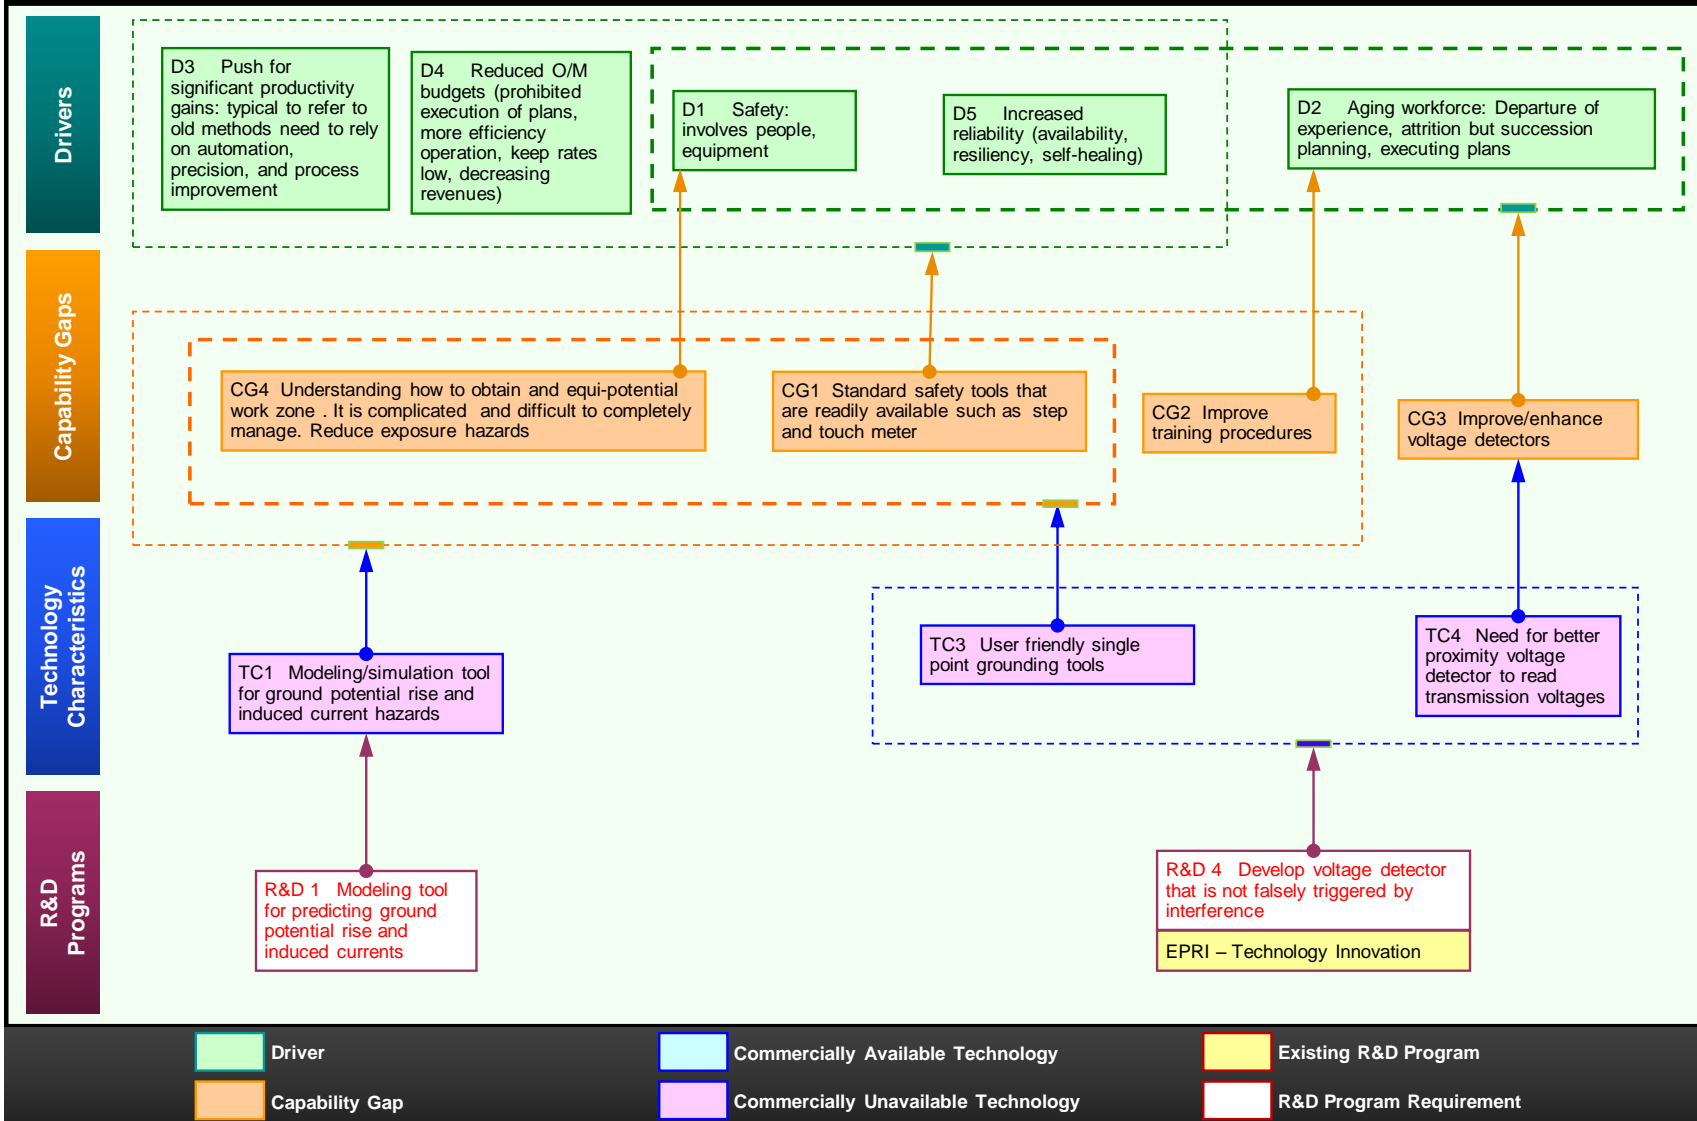 Drivers
D3 Push for
significant productivity
gains: typical to refer to
old methods need to rely
on automation,
precision, and process
improvement
D4 Reduced O/M
budgets (prohibited
execution of plans,
more efficiency
operation, keep rates
low, decreasing
revenues)
D1 Safety:
involves people,
equipment
D5 Increased
reliability (availability,
resiliency, self-healing)
D2 Aging workforce: Departure of
experience, attrition but succession
planning, executing plans
Capability Gaps
CG4 Understanding how to obtain and equi-potential
work zone . It is complicated and difficult to completely
manage. Reduce exposure hazards
CG1 Standard safety tools that
are readily available such as step
and touch meter
CG2 Improve
training procedures
CG3 Improve/enhance
voltage detectors
Technology
Characteristics
TC1 Modeling/simulation tool
for ground potential rise and
induced current hazards
TC3 User friendly single
point grounding tools
TC4 Need for better
proximity voltage
detector to read
transmission voltages
R&D
Programs
R&D 1 Modeling tool
for predicting ground
potential rise and
induced currents
R&D 4 Develop voltage detector
that is not falsely triggered by
interference
EPRI – Technology Innovation
Driver
Commercially Available Technology
Existing R&D Program
Capability Gap
Commercially Unavailable Technology
R&D Program Requirement